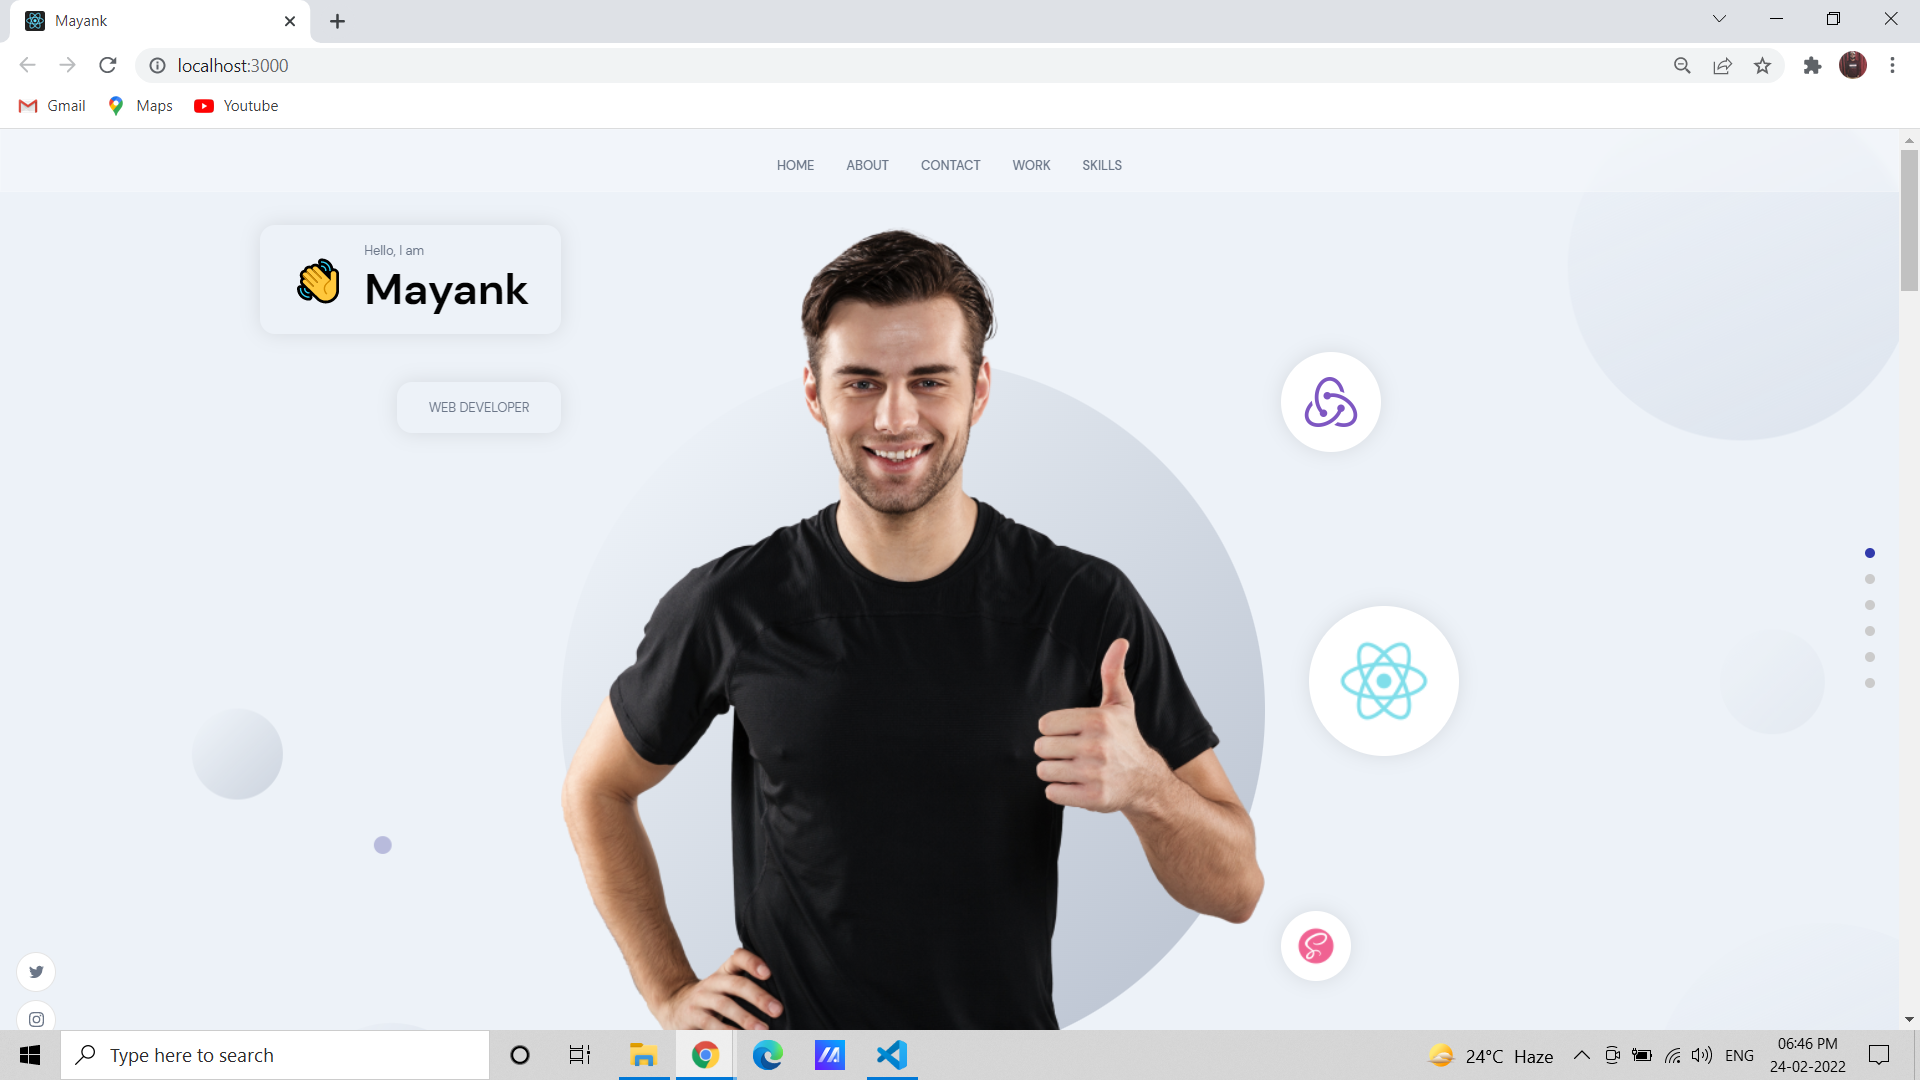 Mayank
localhost:3000
Gmail Maps Youtube
HOME ABOUT CONTACT WORK SKILLS
Hello, I am
Mayank
WEB DEVELOPER
Type here to search
24°C Haze
ENG
06:46 PM
24-02-2022